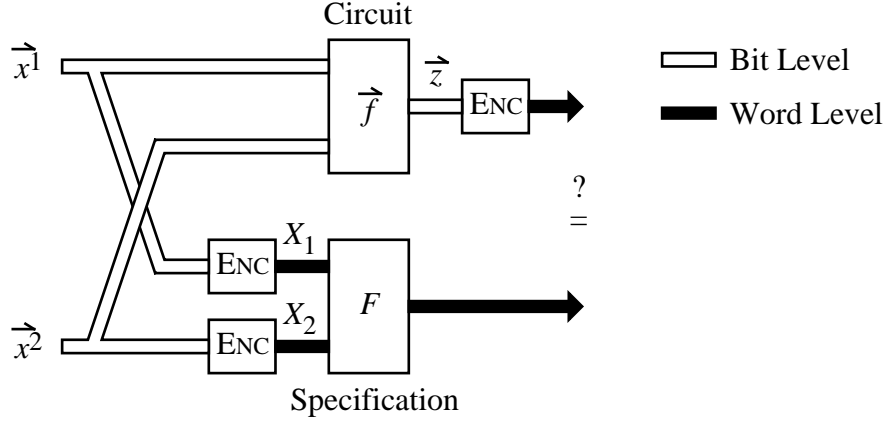 Circuit
x⃗1
z⃗
Bit Level
f⃗
ENC
Word Level
?
=
X1
ENC
F
X2
x⃗2
ENC
Specification